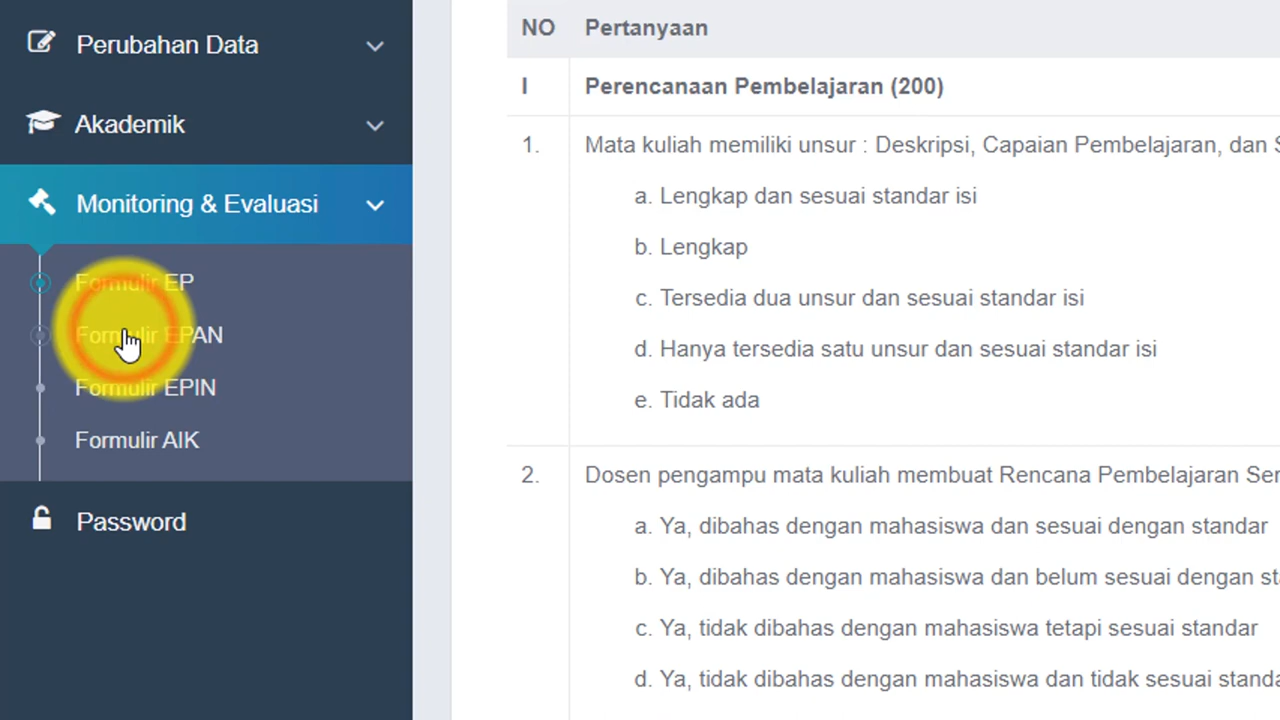 Perubahan Data
Akademik
Monitoring & Evaluasi
Formulir EP
Formulir EPAN
Formulir EPIN
Formulir AIK
Password
NO Pertanyaan
I Perencanaan Pembelajaran (200)
1. Mata kuliah memiliki unsur : Deskripsi, Capaian Pembelajaran, dan
a. Lengkap dan sesuai standar isi
b. Lengkap
c. Tersedia dua unsur dan sesuai standar isi
d. Hanya tersedia satu unsur dan sesuai standar isi
e. Tidak ada
2. Dosen pengampu mata kuliah membuat Rencana Pembelajaran
a. Ya, dibahas dengan mahasiswa dan sesuai dengan standar
b. Ya, dibahas dengan mahasiswa dan belum sesuai dengan
c. Ya, tidak dibahas dengan mahasiswa tetapi sesuai standar
d. Ya, tidak dibahas dengan mahasiswa dan tidak sesuai